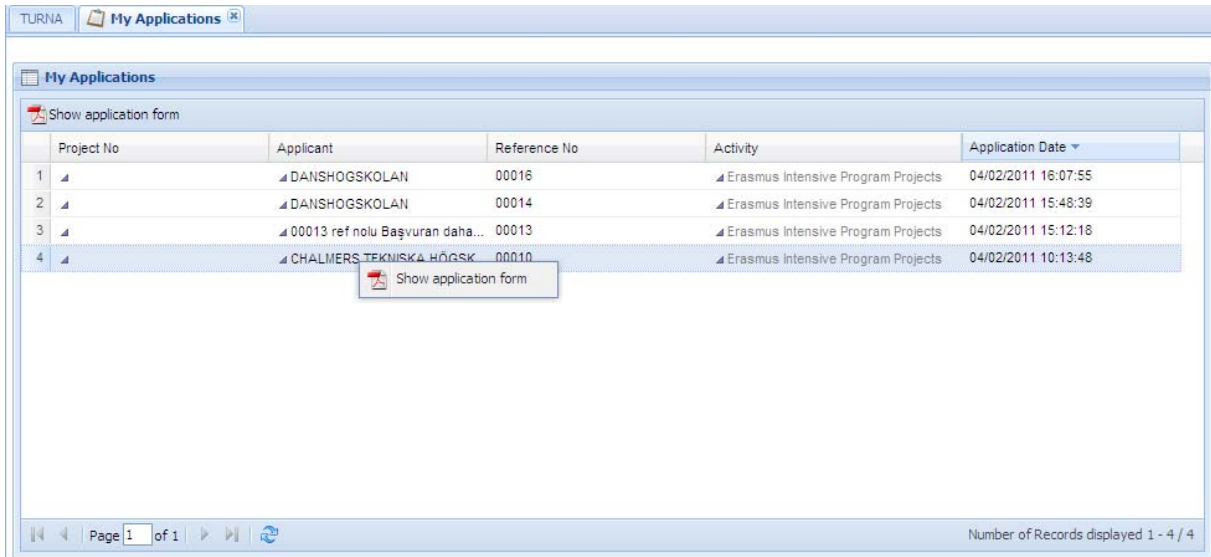 TURNA My Applications
My Applications
Show application form
Project No Applicant Reference No Activity Application Date
1 DANSHOGSKOLAN 00016 Erasmus Intensive Program Projects 04/02/2011 16:07:55
2 DANSHOGSKOLAN 00014 Erasmus Intensive Program Projects 04/02/2011 15:48:39
3 00013 ref nolu Başvuran daha... 00013 Erasmus Intensive Program Projects 04/02/2011 15:12:18
4 CHALMERS TEKNISKA HÖGSK 00010 Erasmus Intensive Program Projects 04/02/2011 10:13:48
Show application form
Page 1 of 1 Number of Records displayed 1 - 4 / 4